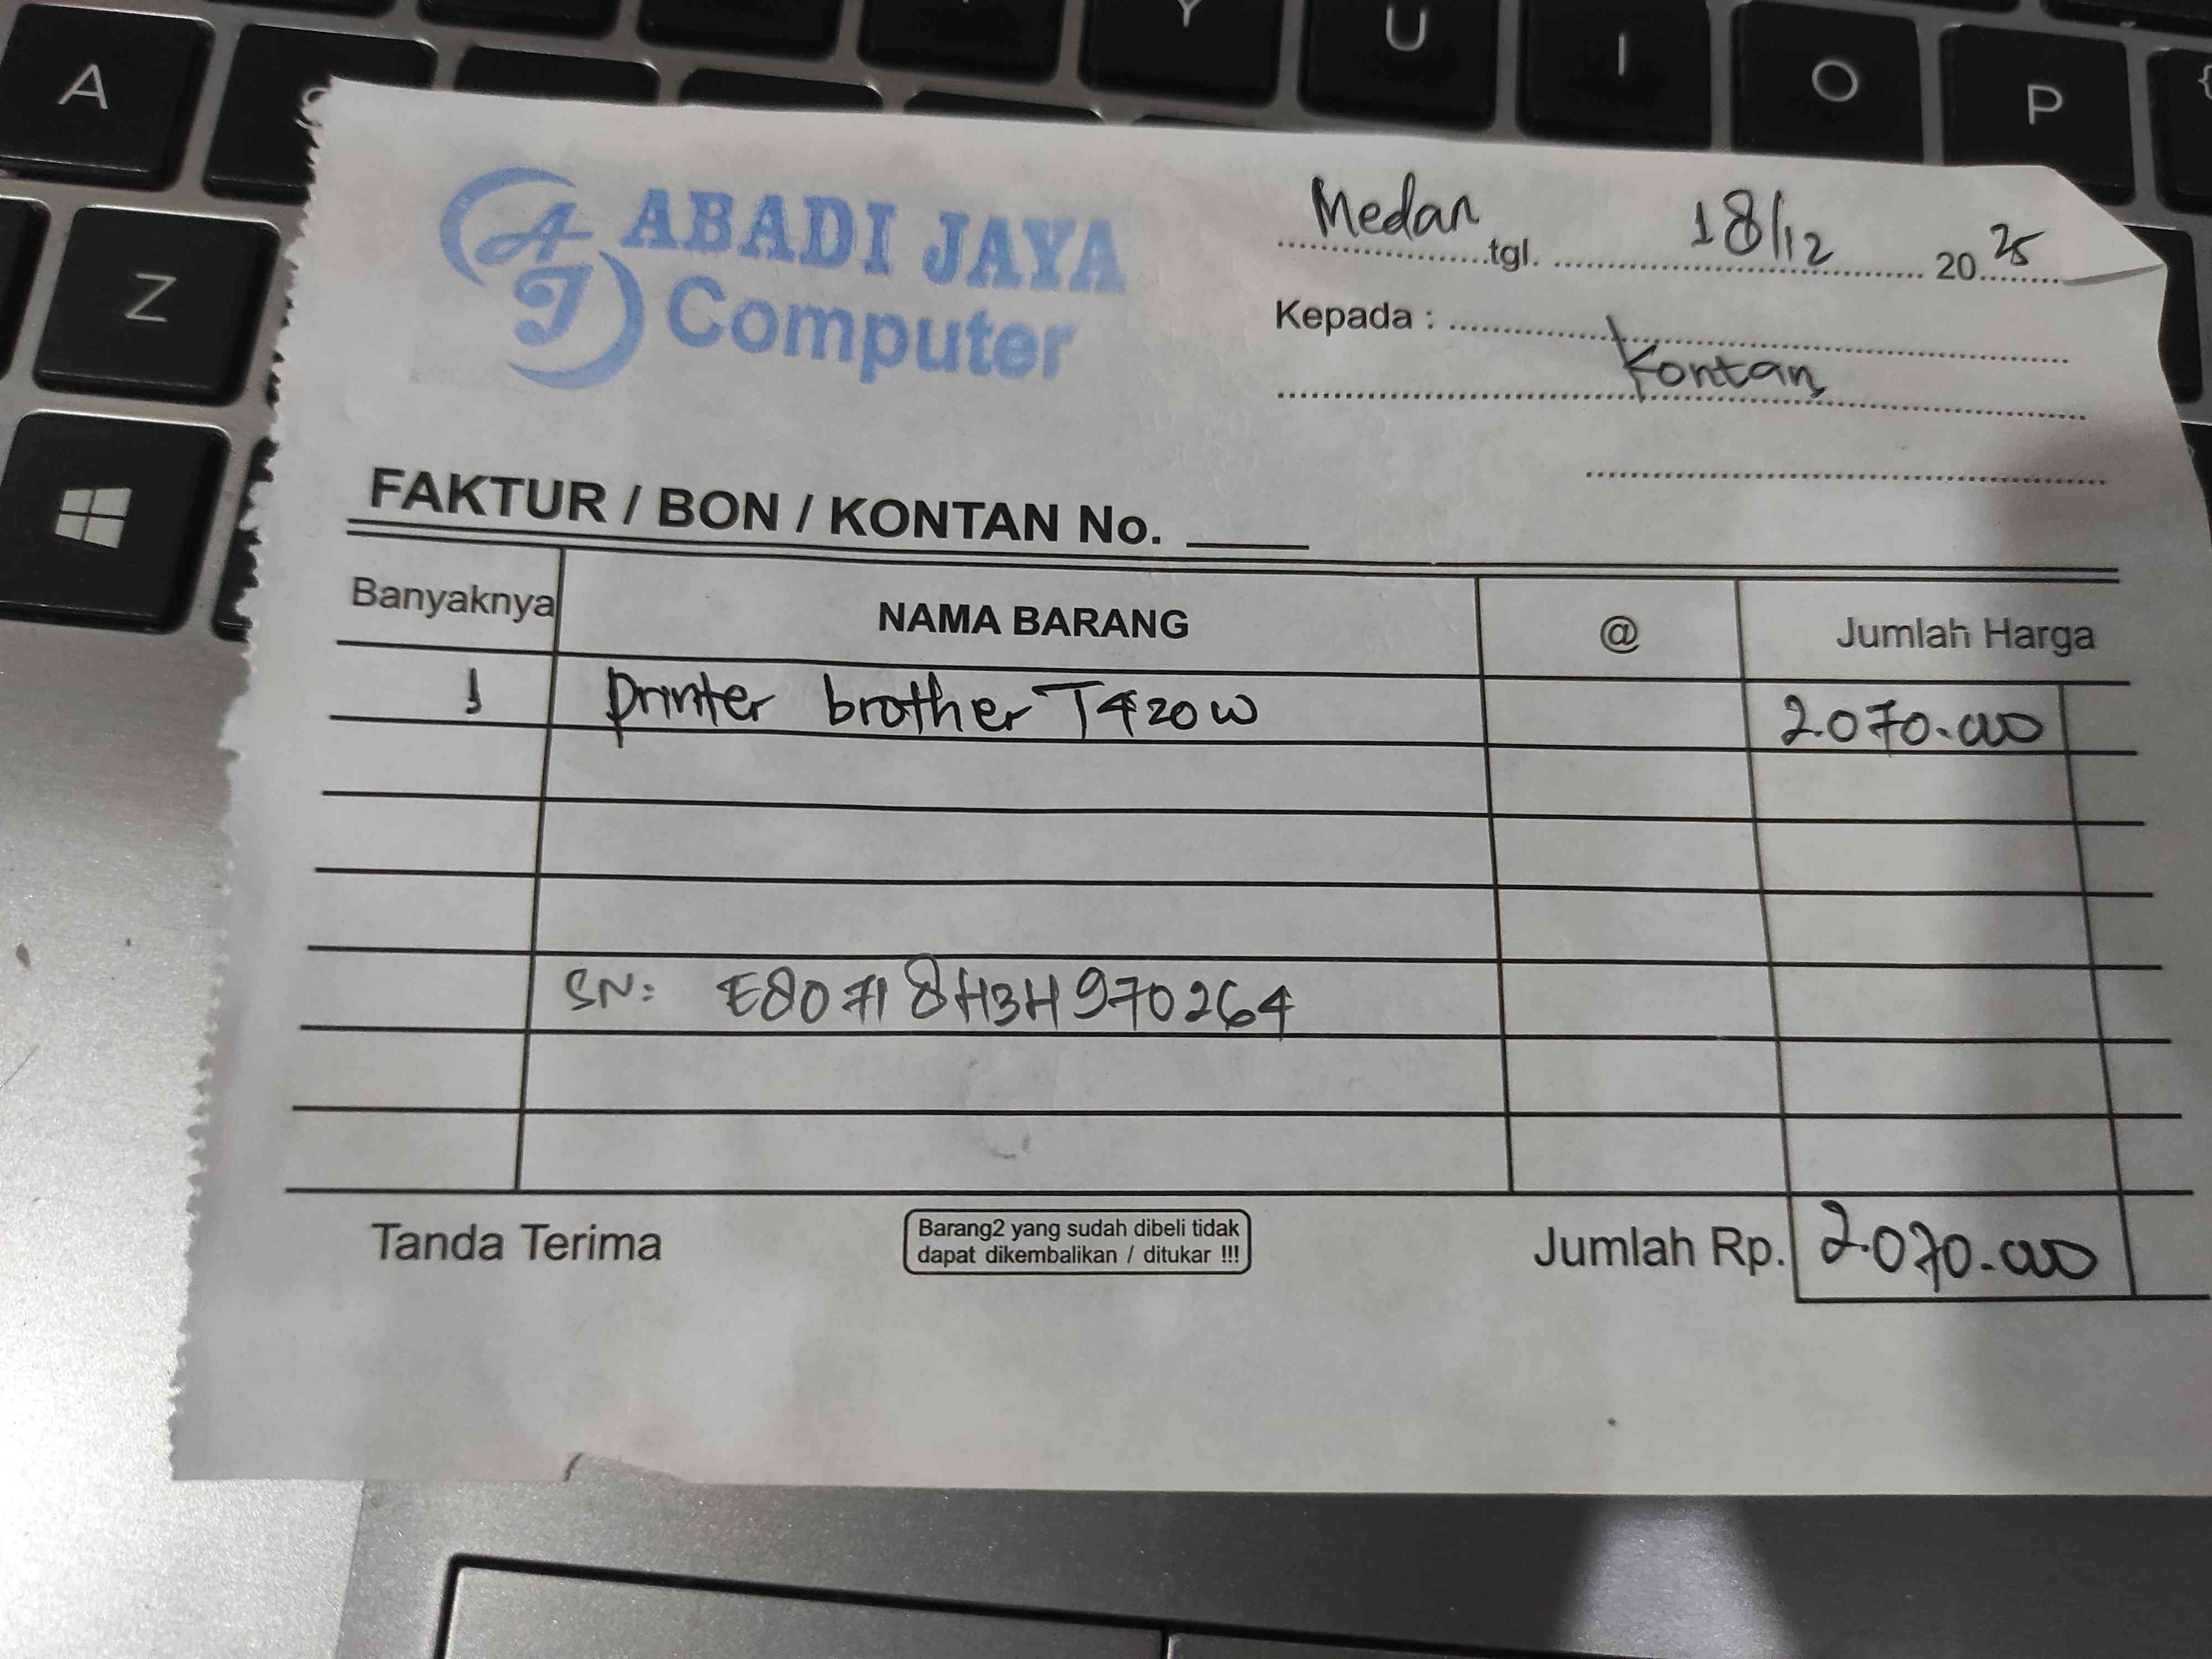 Y U
A S I O P {
Z
AJ ABADI JAYA
Computer
Medan tgl. 18/12 2025
Kepada :
Kontan
FAKTUR / BON / KONTAN No.
Banyaknya NAMA BARANG @ Jumlah Harga
1 printer brother T420W 2.070.000
SN: E80718H3H970264
Tanda Terima
Barang2 yang sudah dibeli tidak
dapat dikembalikan / ditukar !!!
Jumlah Rp. 2.070.000